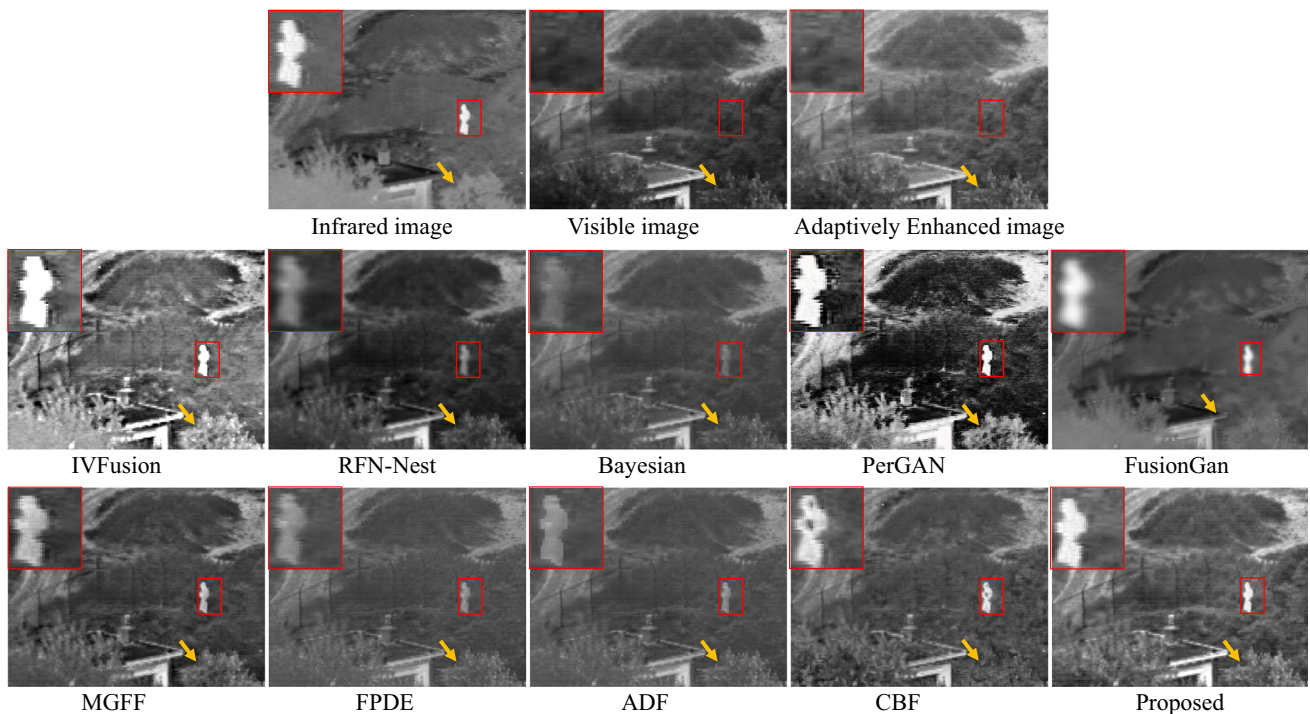 Infrared image Visible image Adaptively Enhanced image
IVFusion RFN-Nest Bayesian PerGAN FusionGan
MGFF FPDE ADF CBF Proposed